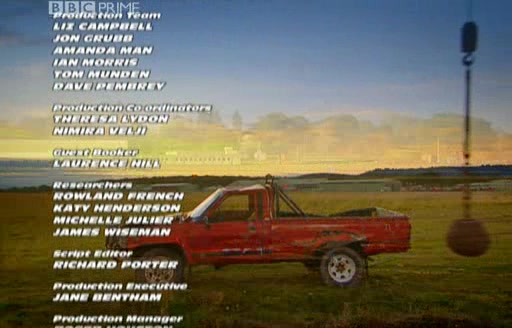 BBC PRIME
Production Team
LIZ CAMPBELL
JON GRUBB
AMANDA MAN
IAN MORRIS
TOM MUNDEN
DAVE PEMBREY
Production Co-ordinators
THERESA LYDON
NIMIRA VELJI
Guest Booker
LAURENCE HILL
Researchers
ROWLAND FRENCH
KATY HENDERSON
MICHELLE JULIER
JAMES WISEMAN
Script Editor
RICHARD PORTER
Production Executive
JANE BENTHAM
Production Manager